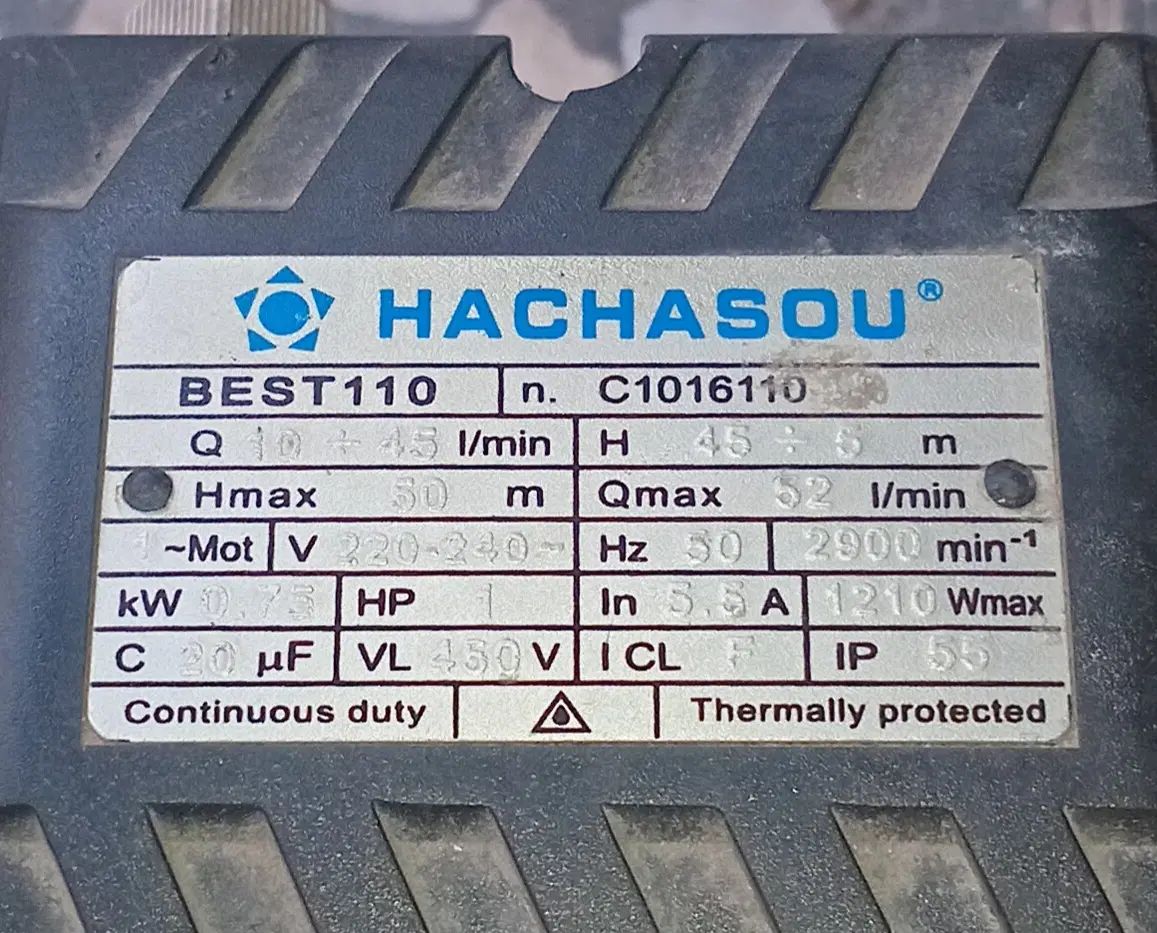 HACHASOU®
BEST110 n. C1016110
Q 10 ÷ 45 l/min H 45 ÷ 5 m
Hmax 50 m Qmax 52 l/min
1 ~Mot V 220-240~ Hz 50 2900 min⁻¹
kW 0.75 HP 1 In 5.5 A 1210 Wmax
C 20 µF VL 450 V I CL F IP 55
Continuous duty Thermally protected